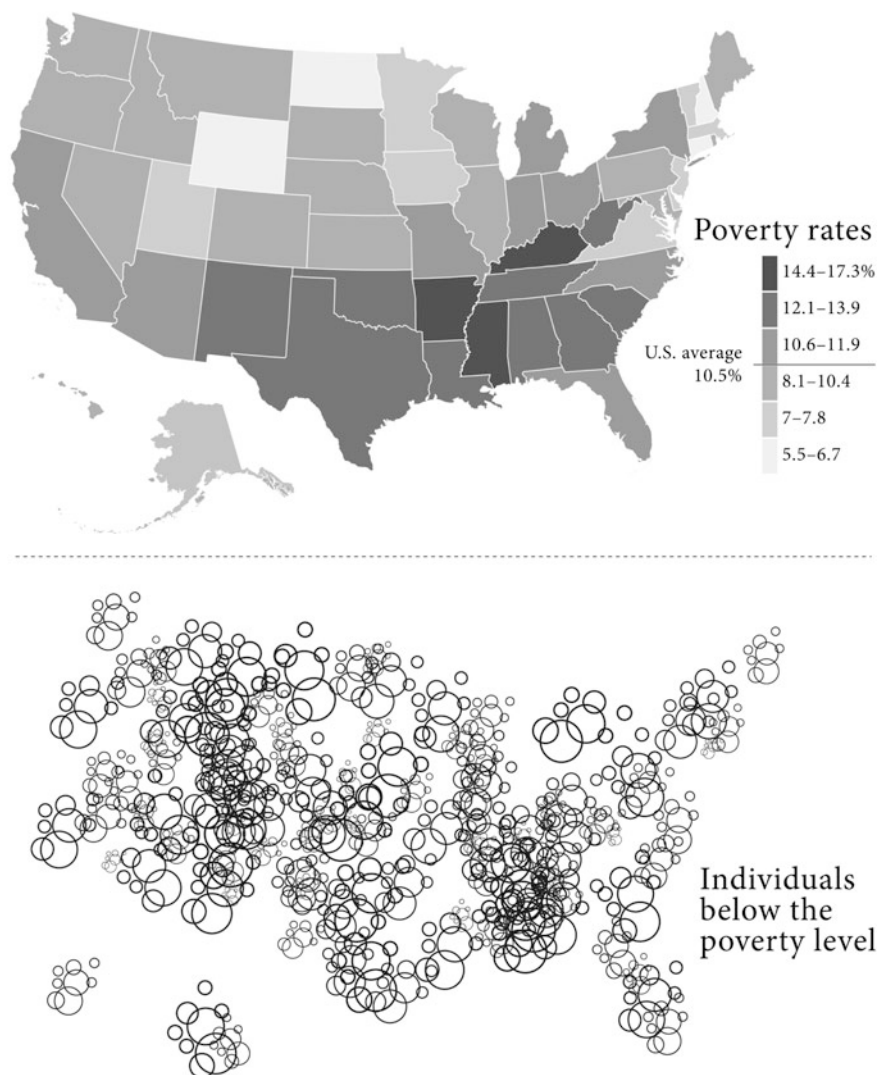 Poverty rates
14.4–17.3%
12.1–13.9
10.6–11.9
U.S. average
10.5%
8.1–10.4
7–7.8
5.5–6.7
Individuals
below the
poverty level